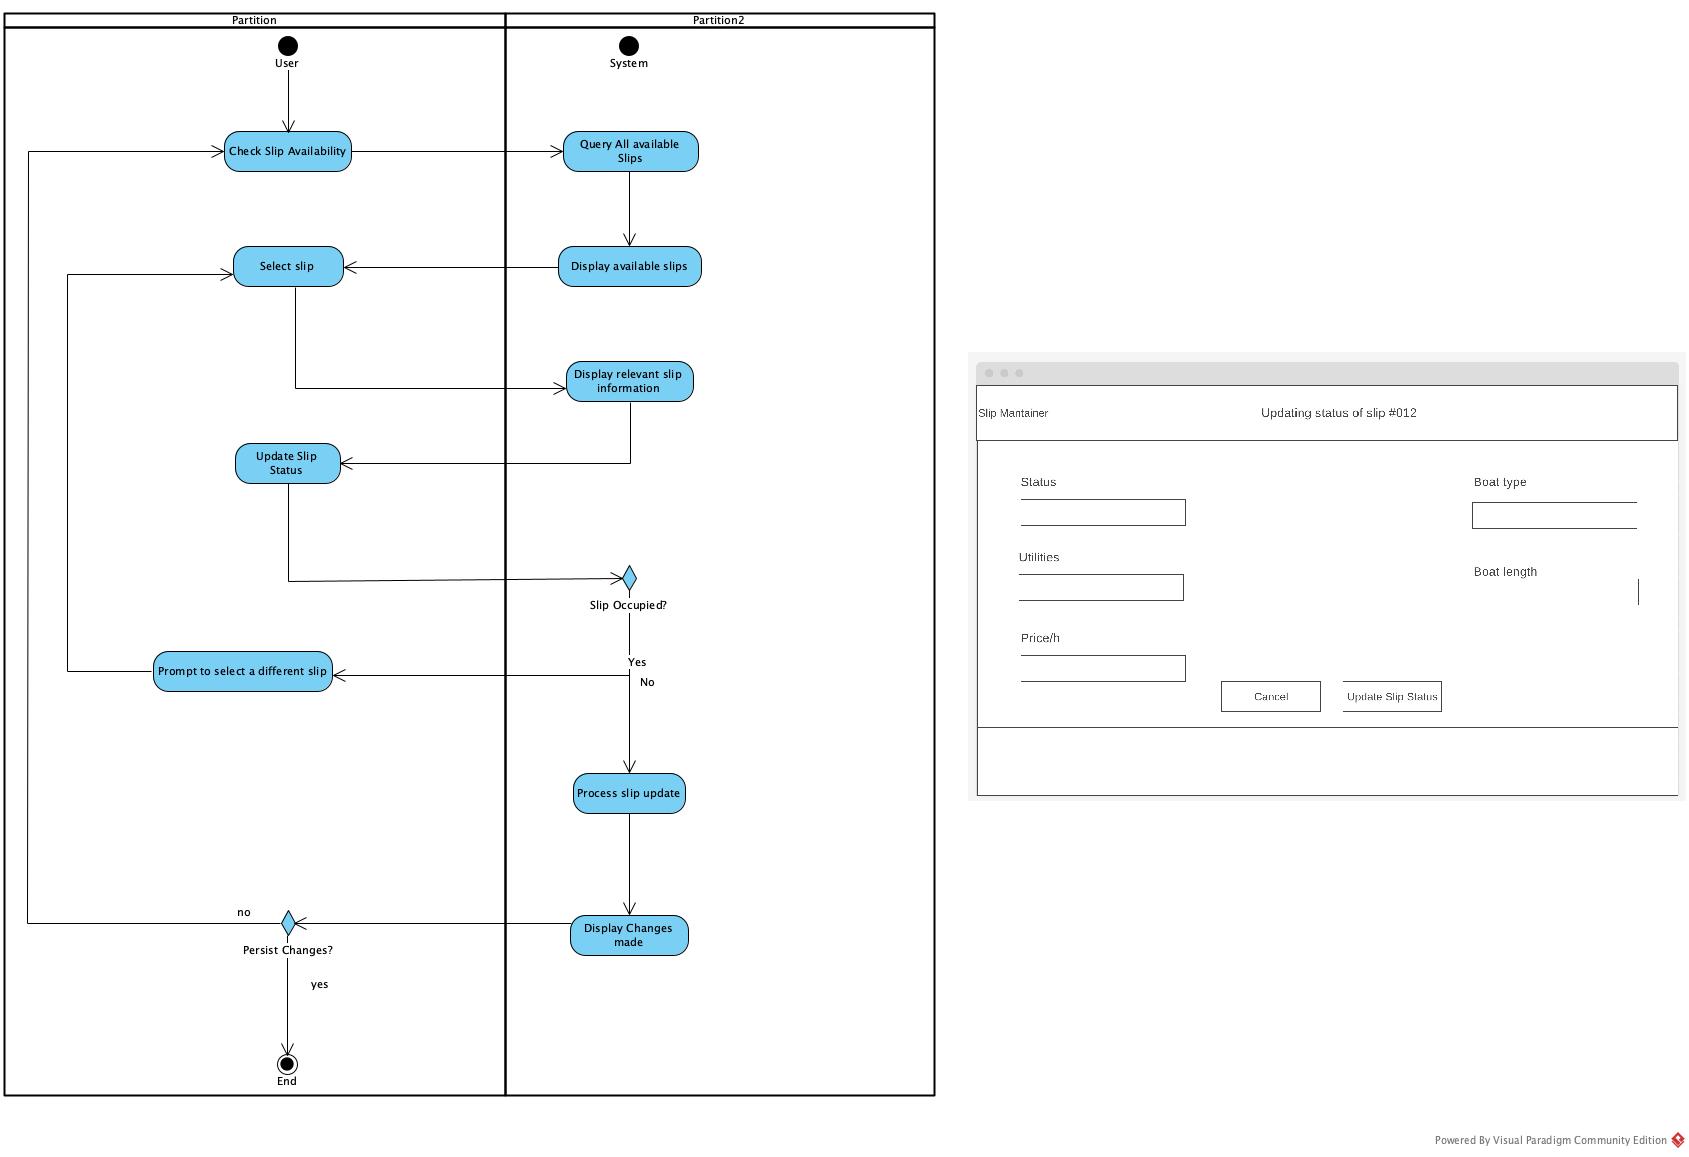 Partition
Partition2
User
System
Check Slip Availability
Query All available
Slips
Select slip
Display available slips
Display relevant slip
information
Update Slip
Status
Slip Occupied?
Yes
No
Prompt to select a different slip
Process slip update
no
Persist Changes?
yes
Display Changes
made
End
Slip Mantainer
Updating status of slip #012
Status
Boat type
Utilities
Boat length
Price/h
Cancel
Update Slip Status
Powered By Visual Paradigm Community Edition